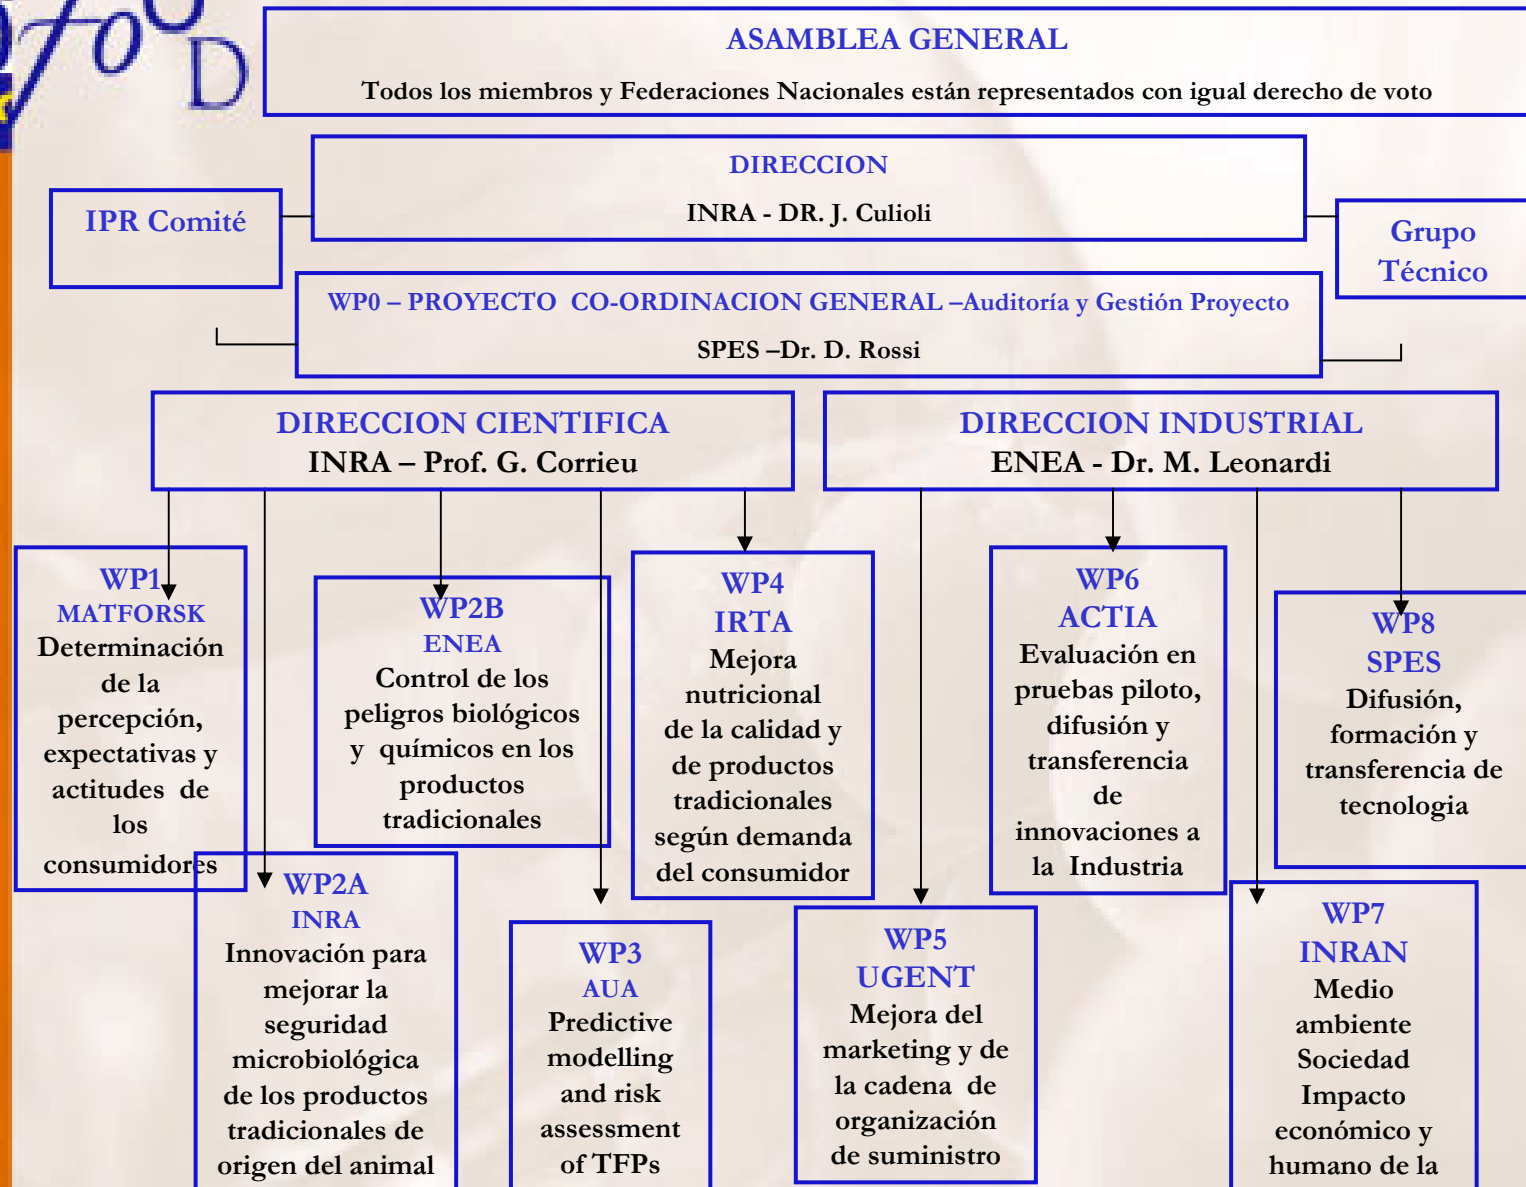 D
ASAMBLEA GENERAL
Todos los miembros y Federaciones Nacionales están representados con igual derecho de voto
DIRECCION
INRA - DR. J. Culioli
IPR Comité
Grupo
Técnico
WP0 – PROYECTO CO-ORDINACION GENERAL –Auditoría y Gestión Proyecto
SPES –Dr. D. Rossi
DIRECCION CIENTIFICA
INRA – Prof. G. Corrieu
DIRECCION INDUSTRIAL
ENEA - Dr. M. Leonardi
WP1
MATFORSK
Determinación
de la
percepción,
expectativas y
actitudes de
los
consumidores
WP2B
ENEA
Control de los
peligros biológicos
y químicos en los
productos
tradicionales
WP4
IRTA
Mejora
nutricional
de la calidad y
de productos
tradicionales
según demanda
del consumidor
WP6
ACTIA
Evaluación en
pruebas piloto,
difusión y
transferencia
de
innovaciones a
la Industria
WP8
SPES
Difusión,
formación y
transferencia de
tecnologia
WP2A
INRA
Innovación para
mejorar la
seguridad
microbiológica
de los productos
tradicionales de
origen del animal
WP3
AUA
Predictive
modelling
and risk
assessment
of TFPs
WP5
UGENT
Mejora del
marketing y de
la cadena de
organización
de suministro
WP7
INRAN
Medio
ambiente
Sociedad
Impacto
económico y
humano de la